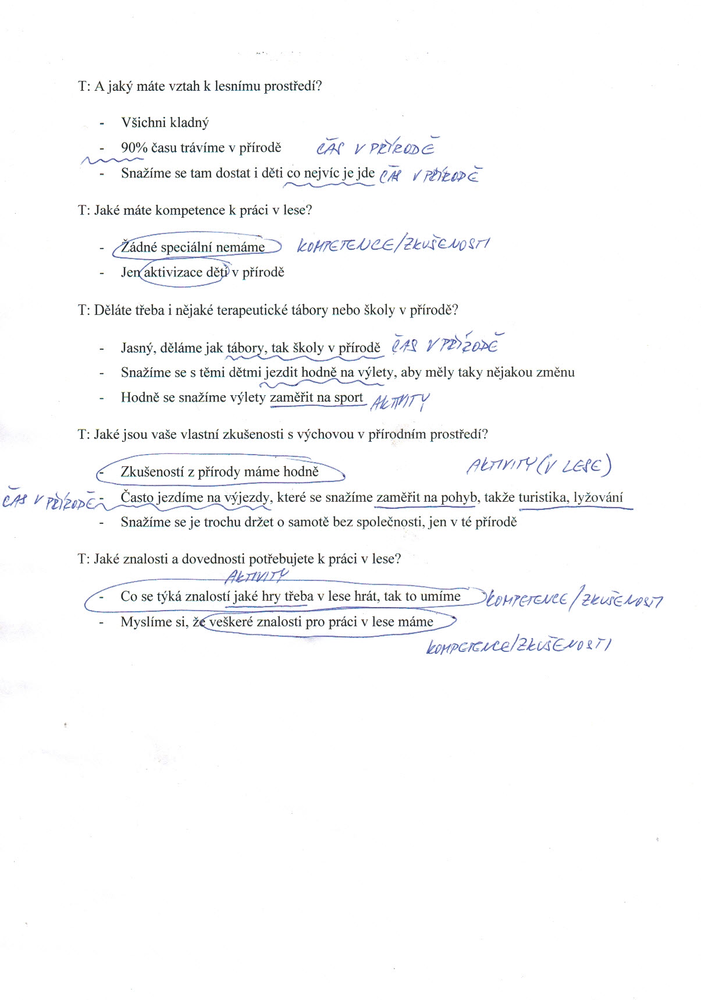 T: A jaký máte vztah k lesnímu prostředí?
- Všichni kladný
- 90% času trávíme v přírodě ČAS V PŘÍRODĚ
- Snažíme se tam dostat i děti co nejvíc je jde ČAS V PŘÍRODĚ
T: Jaké máte kompetence k práci v lese?
- Žádné speciální nemáme KOMPETENCE/ZKUŠENOSTI
- Jen aktivizace dětí v přírodě
T: Děláte třeba i nějaké terapeutické tábory nebo školy v přírodě?
- Jasný, děláme jak tábory, tak školy v přírodě ČAS V PŘÍRODĚ
- Snažíme se s těmi dětmi jezdit hodně na výlety, aby měly taky nějakou změnu
- Hodně se snažíme výlety zaměřit na sport AKTIVITY
T: Jaké jsou vaše vlastní zkušenosti s výchovou v přírodním prostředí?
- Zkušeností z přírody máme hodně AKTIVITY (V LESE)
ČAS V PŘÍRODĚ - Často jezdíme na výjezdy, které se snažíme zaměřit na pohyb, takže turistika, lyžování
- Snažíme se je trochu držet o samotě bez společnosti, jen v té přírodě
T: Jaké znalosti a dovednosti potřebujete k práci v lese?
AKTIVITY
- Co se týká znalostí jaké hry třeba v lese hrát, tak to umíme KOMPETENCE/ZKUŠENOSTI
- Myslíme si, že veškeré znalosti pro práci v lese máme
KOMPETENCE/ZKUŠENOSTI